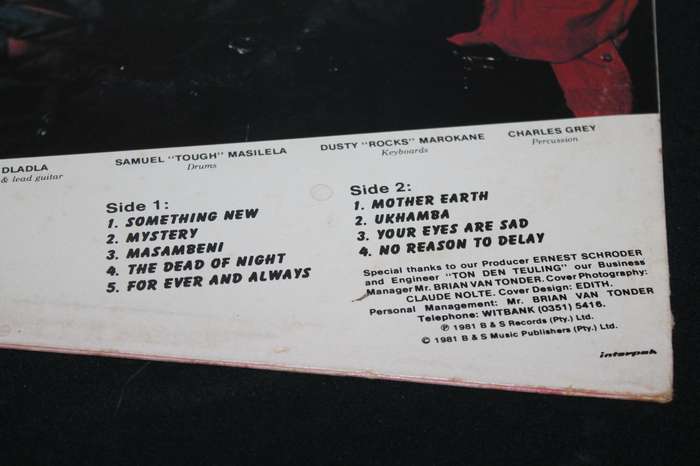 DLADLA
& lead guitar
SAMUEL "TOUGH" MASILELA
Drums
DUSTY "ROCKS" MAROKANE
Keyboards
CHARLES GREY
Percussion
Side 1:
1. SOMETHING NEW
2. MYSTERY
3. MASAMBENI
4. THE DEAD OF NIGHT
5. FOR EVER AND ALWAYS
Side 2:
1. MOTHER EARTH
2. UKHAMBA
3. YOUR EYES ARE SAD
4. NO REASON TO DELAY
Special thanks to our Producer ERNEST SCHRODER
and Engineer "TON DEN TEULING" our Business
Manager Mr. BRIAN VAN TONDER. Cover Photography:
CLAUDE NOLTE. Cover Design: EDITH.
Personal Management: Mr. BRIAN VAN TONDER
Telephone: WITBANK (0351) 5416.
℗ 1981 B & S Records (Pty.) Ltd.
© 1981 B & S Music Publishers (Pty.) Ltd.
interpak